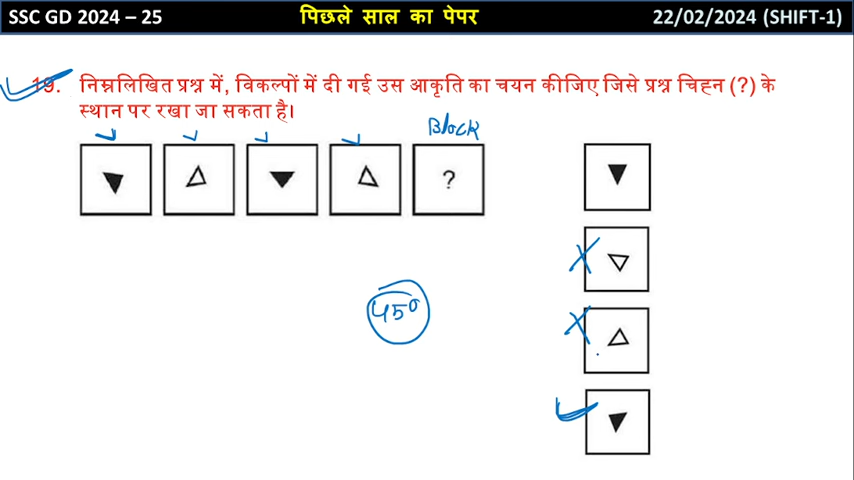 SSC GD 2024 – 25
पिछले साल का पेपर
22/02/2024 (SHIFT-1)
19. निम्नलिखित प्रश्न में, विकल्पों में दी गई उस आकृति का चयन कीजिए जिसे प्रश्न चिह्न (?) के
स्थान पर रखा जा सकता है।
Block
?
45°